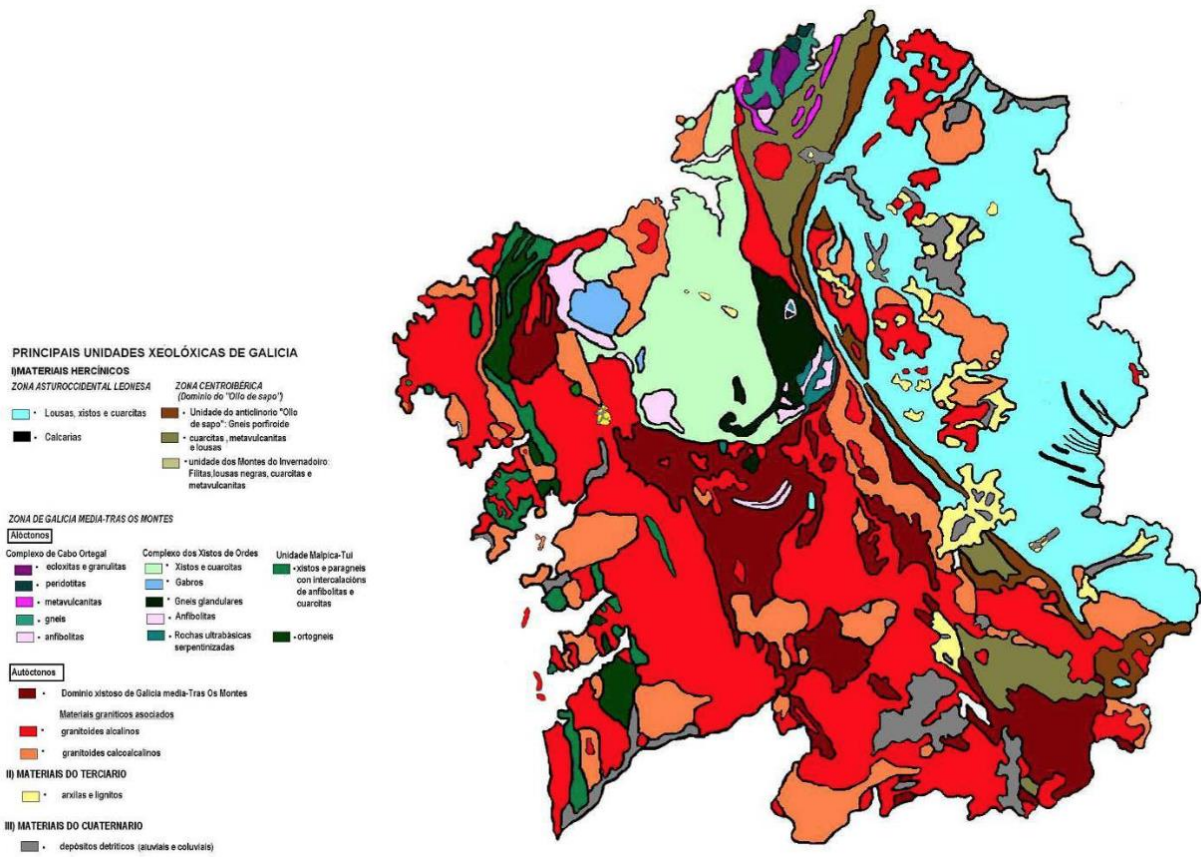 PRINCIPAIS UNIDADES XEOLÓXICAS DE GALICIA
I)MATERIAIS HERCÍNICOS
ZONA ASTUROCCIDENTAL LEONESA
Lousas, xistos e cuarcitas
Calcarias
ZONA CENTROIBÉRICA
(Dominio do "Ollo de sapo")
Unidade do anticlinorio "Ollo
de sapo": Gneis porfiroide
cuarcitas, metavulcanitas
e lousas
unidade dos Montes do Invernadoiro:
Filitas,lousas negras, cuarcitas e
metavulcanitas
ZONA DE GALICIA MEDIA-TRAS OS MONTES
Alóctonos
Complexo de Cabo Ortegal
ecloxitas e granulitas
peridotitas
metavulcanitas
gneis
anfibolitas
Complexo dos Xistos de Ordes
Xistos e cuarcitas
Gabros
Gneis glandulares
Anfibolitas
Rochas ultrabásicas
serpentinizadas
Unidade Malpica-Tui
xistos e paragneis
con intercalacións
de anfibolitas e
cuarcitas
ortogneis
Autóctonos
Dominio xistoso de Galicia media-Tras Os Montes
Materiais graníticos asociados
granitoides alcalinos
granitoides calcoalcalinos
II) MATERIAIS DO TERCIARIO
arxilas e lignitos
III) MATERIAIS DO CUATERNARIO
depósitos detríticos (aluviais e coluviais)